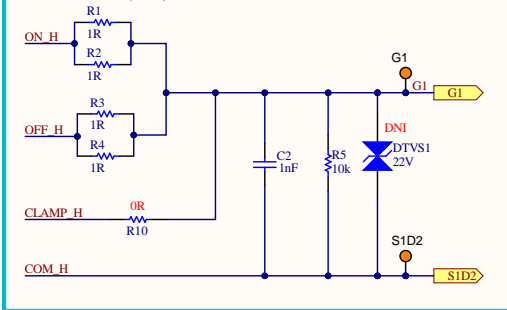 R1
ON_H
1R
R2
1R
G1
G1
G1
R3
1R
OFF_H
R4
1R
DNI
DTVS1
22V
C2
1nF
R5
10k
0R
CLAMP_H
R10
S1D2
COM_H
S1D2